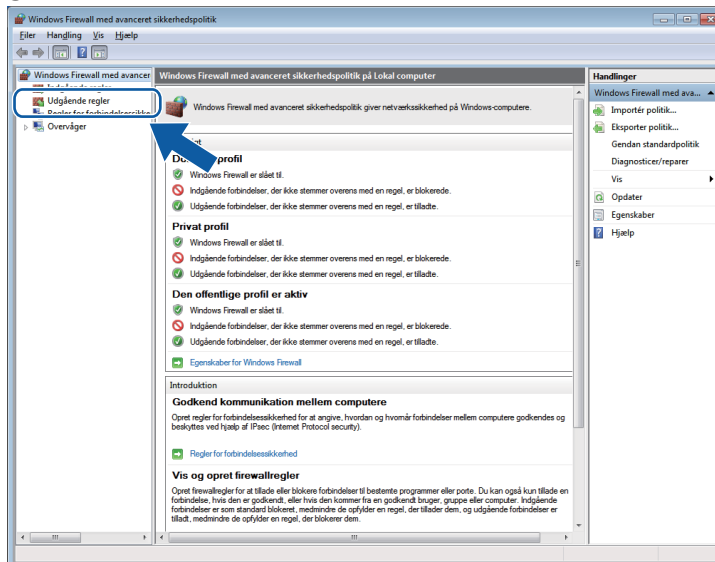 Windows Firewall med avanceret sikkerhedspolitik
Filer Handling Vis Hjælp
Windows Firewall med avancer
Indgående regler
Udgående regler
Regler for forbindelsessikke
Overvåger
Windows Firewall med avanceret sikkerhedspolitik på Lokal computer
Windows Firewall med avanceret sikkerhedspolitik giver netværkssikkerhed på Windows-computere.
profil
Windows Firewall er slået til.
Indgående forbindelser, der ikke stemmer overens med en regel, er blokerede.
Udgående forbindelser, der ikke stemmer overens med en regel, er tilladte.
Privat profil
Windows Firewall er slået til.
Indgående forbindelser, der ikke stemmer overens med en regel, er blokerede.
Udgående forbindelser, der ikke stemmer overens med en regel, er tilladte.
Den offentlige profil er aktiv
Windows Firewall er slået til.
Indgående forbindelser, der ikke stemmer overens med en regel, er blokerede.
Udgående forbindelser, der ikke stemmer overens med en regel, er tilladte.
Egenskaber for Windows Firewall
Introduktion
Godkend kommunikation mellem computere
Opret regler for forbindelsessikkerhed for at angive, hvordan og hvornår forbindelser mellem computere godkendes og
beskyttes ved hjælp af IPsec (Internet Protocol security).
Regler for forbindelsessikkerhed
Vis og opret firewallregler
Opret firewallregler for at tillade eller blokere forbindelser til bestemte programmer eller porte. Du kan også kun tillade en
forbindelse, hvis den er godkendt, eller hvis den kommer fra en godkendt bruger, gruppe eller computer. Indgående
forbindelser er som standard blokeret, medmindre de opfylder en regel, der tillader dem, og udgående forbindelser er
tilladt, medmindre de opfylder en regel, der blokerer dem.
Handlinger
Windows Firewall med ava...
Importér politik...
Eksporter politik...
Gendan standardpolitik
Diagnosticer/reparer
Vis
Opdater
Egenskaber
Hjælp